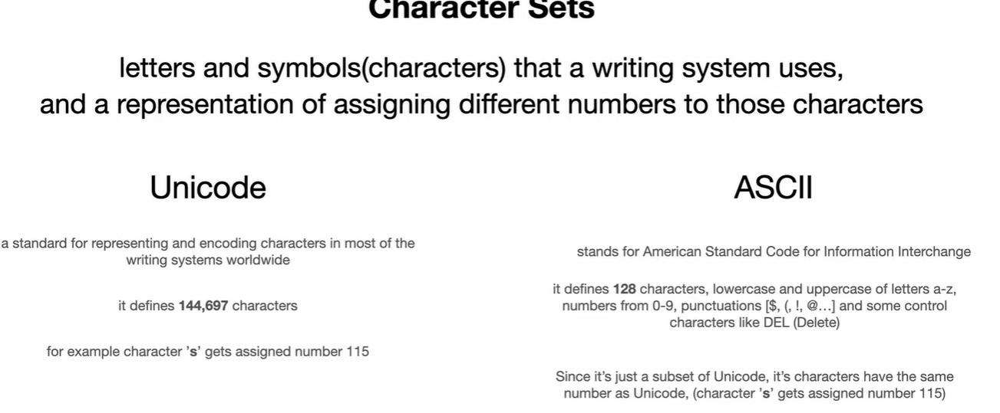 Character Sets
letters and symbols(characters) that a writing system uses,
and a representation of assigning different numbers to those characters
Unicode
a standard for representing and encoding characters in most of the
writing systems worldwide
it defines 144,697 characters
for example character ’s’ gets assigned number 115
ASCII
stands for American Standard Code for Information Interchange
it defines 128 characters, lowercase and uppercase of letters a-z,
numbers from 0-9, punctuations [$, (, !, @…] and some control
characters like DEL (Delete)
Since it’s just a subset of Unicode, it’s characters have the same
number as Unicode, (character ’s’ gets assigned number 115)